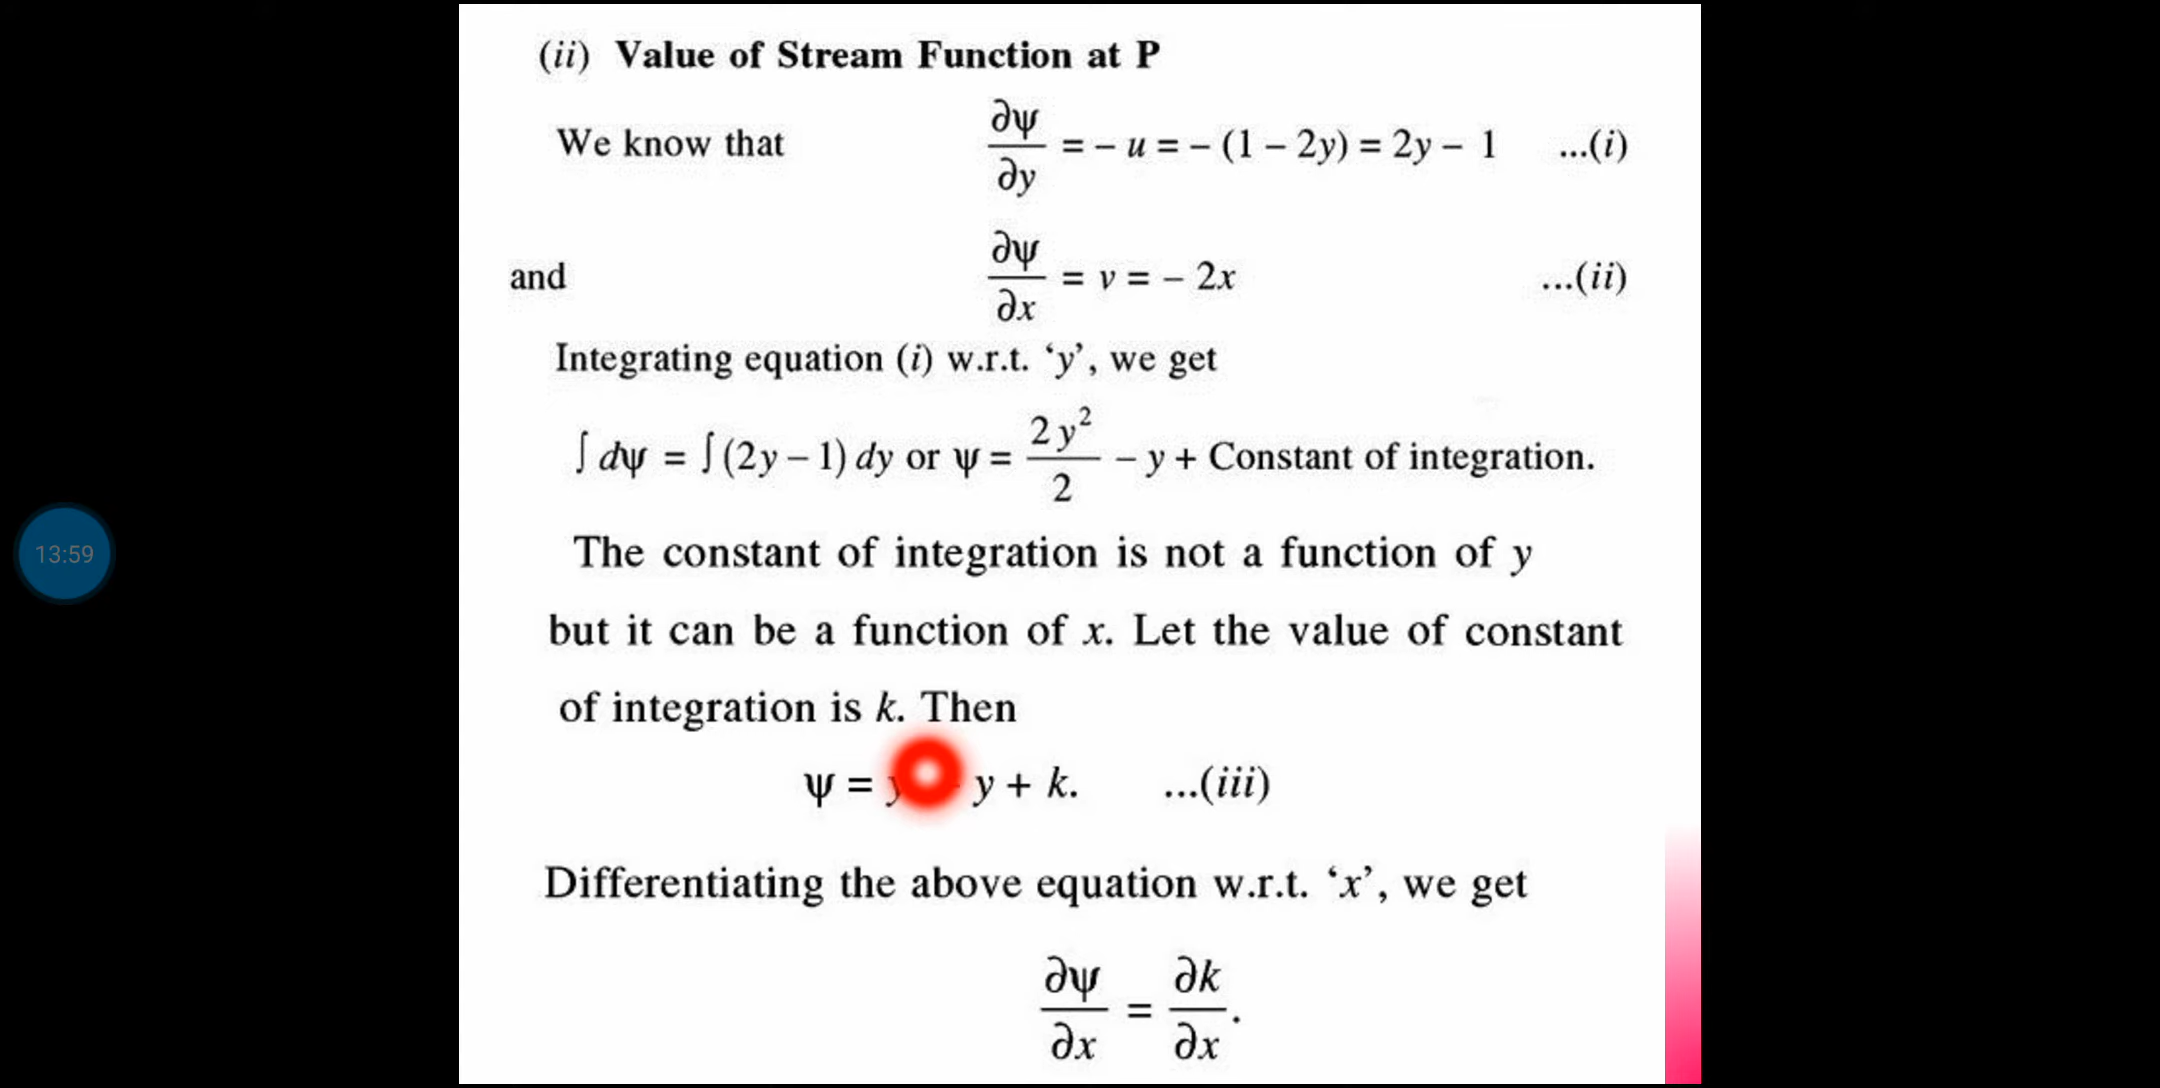 (ii) Value of Stream Function at P
We know that ∂ψ/∂y = – u = – (1 – 2y) = 2y – 1 ...(i)
and ∂ψ/∂x = v = – 2x ...(ii)
Integrating equation (i) w.r.t. ‘y’, we get
∫ dψ = ∫ (2y – 1) dy or ψ = 2y²/2 – y + Constant of integration.
The constant of integration is not a function of y
but it can be a function of x. Let the value of constant
of integration is k. Then
ψ = y + k. ...(iii)
Differentiating the above equation w.r.t. ‘x’, we get
∂ψ/∂x = ∂k/∂x.
13:59